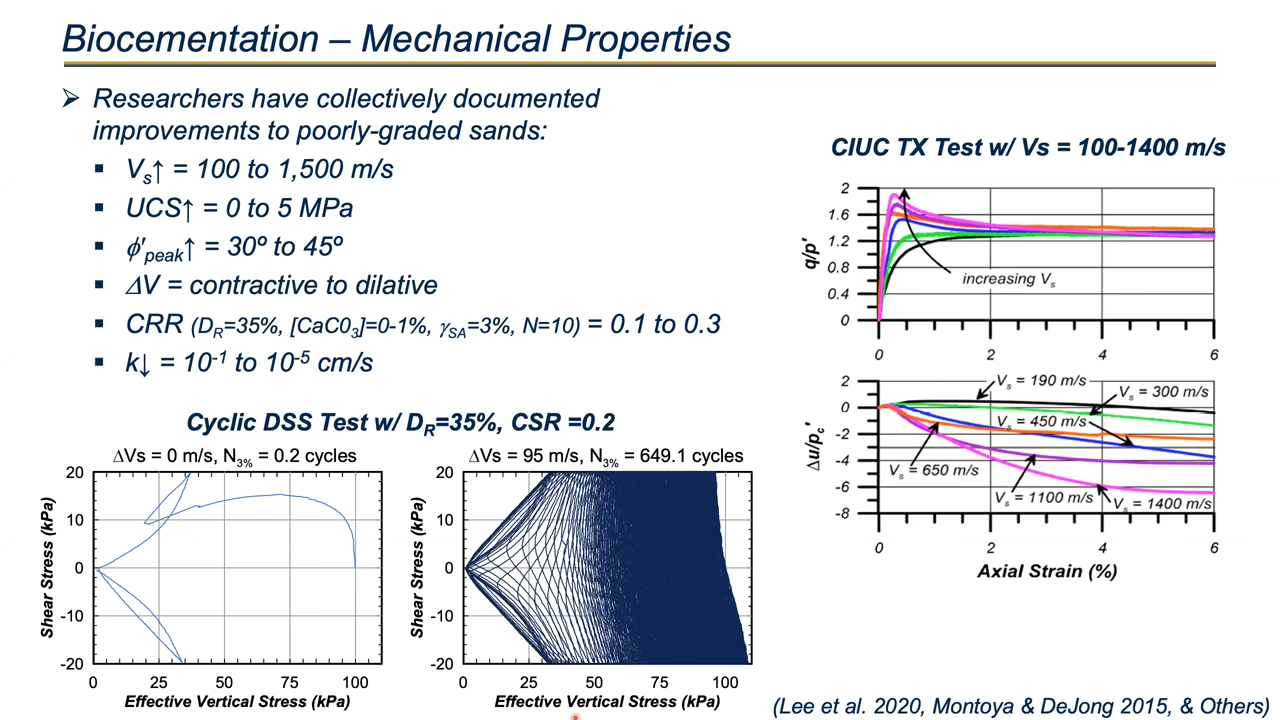 Biocementation – Mechanical Properties
➢ Researchers have collectively documented
improvements to poorly-graded sands:
▪ Vs↑ = 100 to 1,500 m/s
▪ UCS↑ = 0 to 5 MPa
▪ ϕ'peak↑ = 30º to 45º
▪ ΔV = contractive to dilative
▪ CRR (DR=35%, [CaC03]=0-1%, γSA=3%, N=10) = 0.1 to 0.3
▪ k↓ = 10-1 to 10-5 cm/s
Cyclic DSS Test w/ DR=35%, CSR =0.2
ΔVs = 0 m/s, N3% = 0.2 cycles
20
10
0
-10
-20
Shear Stress (kPa)
0 25 50 75 100
Effective Vertical Stress (kPa)
ΔVs = 95 m/s, N3% = 649.1 cycles
20
10
0
-10
-20
Shear Stress (kPa)
0 25 50 75 100
Effective Vertical Stress (kPa)
CIUC TX Test w/ Vs = 100-1400 m/s
2
1.6
1.2
0.8
0.4
0
q/p'
increasing Vs
0 2 4 6
2
0
-2
-4
-6
-8
Δu/pc'
Vs = 190 m/s
Vs = 300 m/s
Vs = 450 m/s
Vs = 650 m/s
Vs = 1100 m/s
Vs = 1400 m/s
0 2 4 6
Axial Strain (%)
(Lee et al. 2020, Montoya & DeJong 2015, & Others)